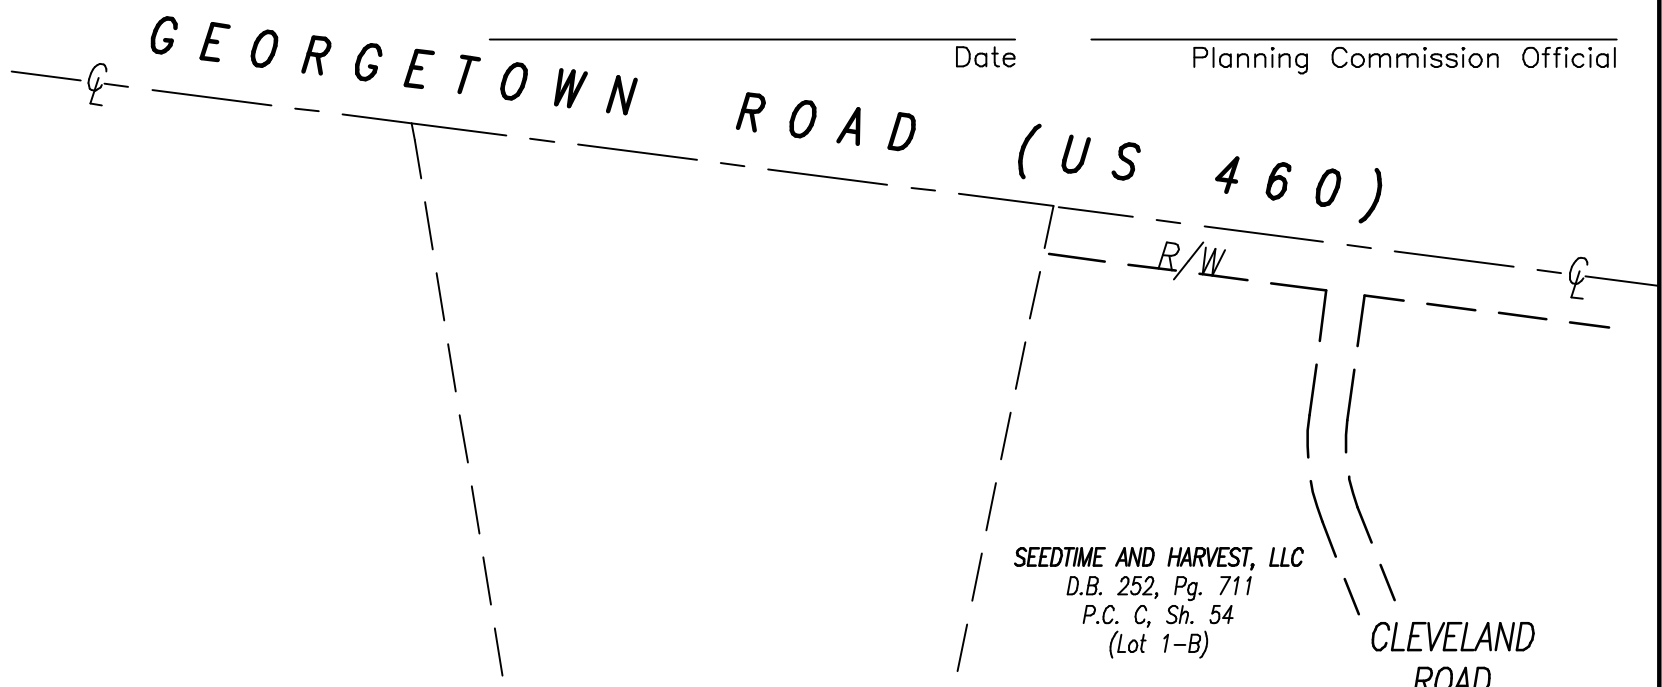 Date
Planning Commission Official
GEORGETOWN ROAD (US 460)
℄
R/W
℄
SEEDTIME AND HARVEST, LLC
D.B. 252, Pg. 711
P.C. C, Sh. 54
(Lot 1-B)
CLEVELAND
ROAD